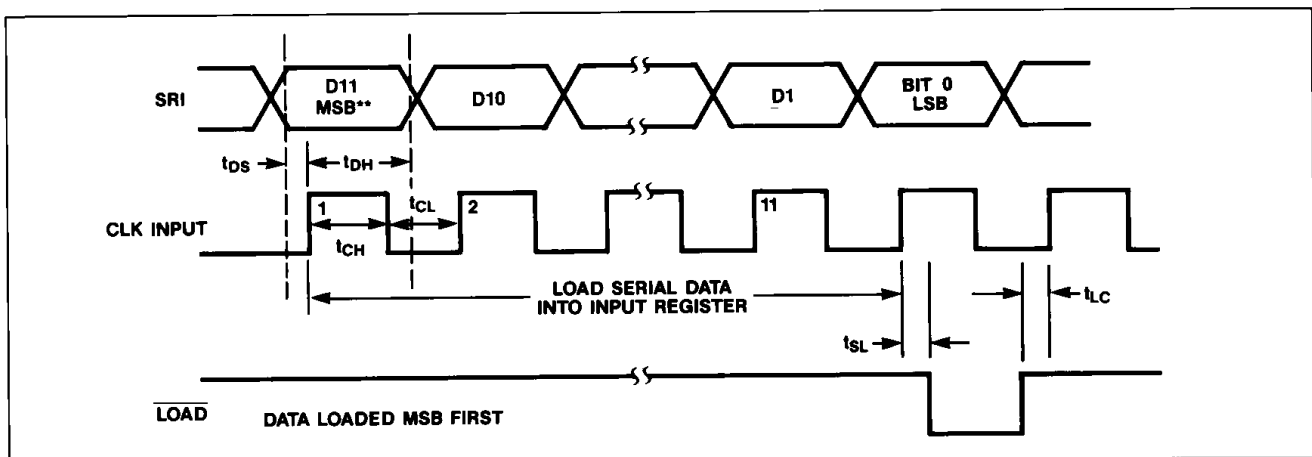 SRI
D11
MSB**
D10
D1
BIT 0
LSB
tDS
tDH
CLK INPUT
1
tCH
tCL
2
11
LOAD SERIAL DATA
INTO INPUT REGISTER
tLC
tSL
LOAD
DATA LOADED MSB FIRST